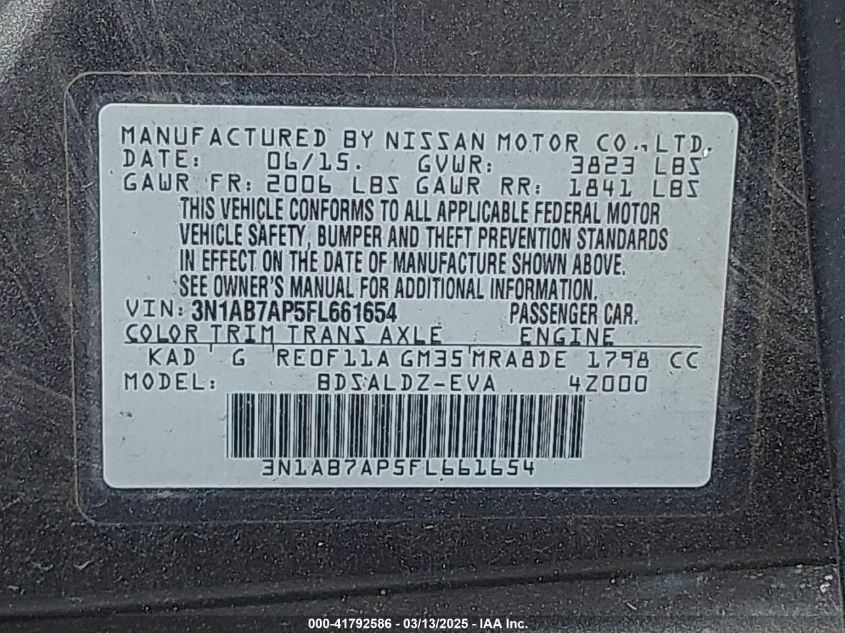 MANUFACTURED BY NISSAN MOTOR CO., LTD.
DATE: 06/15. GVWR: 3823 LBS
GAWR FR: 2006 LBS GAWR RR: 1841 LBS
THIS VEHICLE CONFORMS TO ALL APPLICABLE FEDERAL MOTOR
VEHICLE SAFETY, BUMPER AND THEFT PREVENTION STANDARDS
IN EFFECT ON THE DATE OF MANUFACTURE SHOWN ABOVE.
SEE OWNER'S MANUAL FOR ADDITIONAL INFORMATION.
VIN: 3N1AB7AP5FL661654 PASSENGER CAR.
COLOR TRIM TRANS AXLE ENGINE
KAD G RE0F11A GM35 MRA8DE 1798 CC
MODEL: BDSALDZ-EVA 4Z000
3N1AB7AP5FL661654
000-41792586 - 03/13/2025 - IAA Inc.